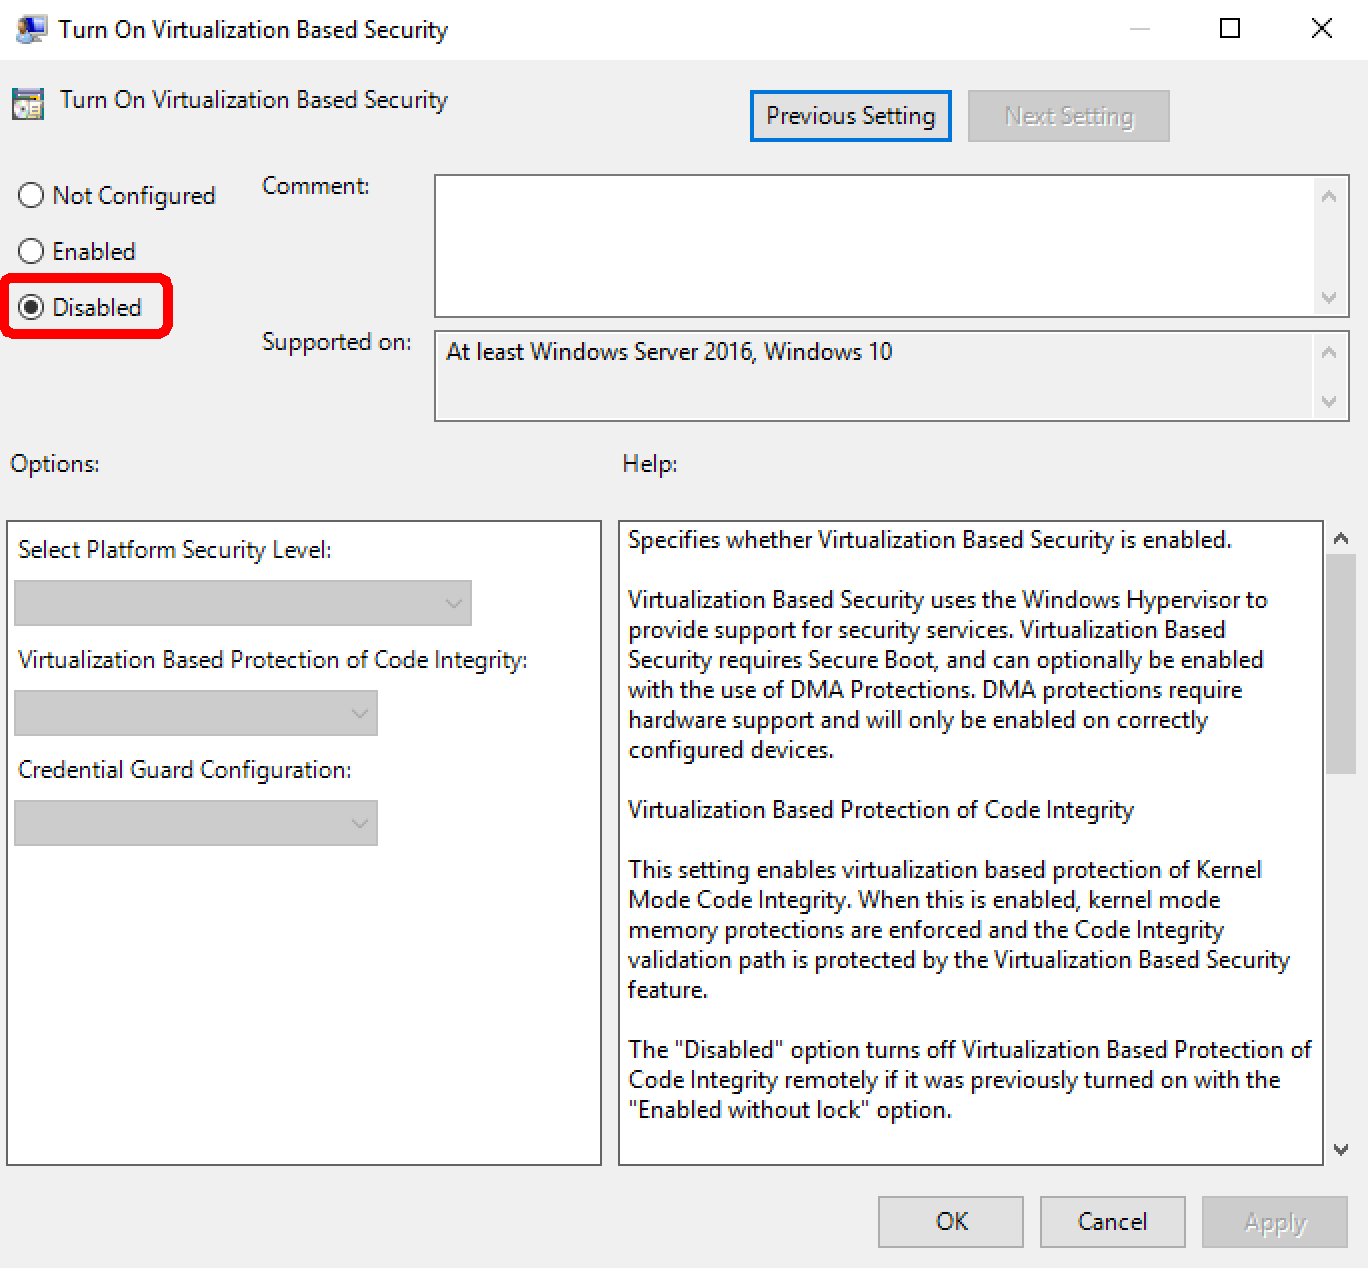 Turn On Virtualization Based Security
Turn On Virtualization Based Security
Previous Setting
Next Setting
Not Configured
Enabled
Disabled
Comment:
Supported on:
At least Windows Server 2016, Windows 10
Options:
Help:
Select Platform Security Level:
Virtualization Based Protection of Code Integrity:
Credential Guard Configuration:
Specifies whether Virtualization Based Security is enabled.
Virtualization Based Security uses the Windows Hypervisor to
provide support for security services. Virtualization Based
Security requires Secure Boot, and can optionally be enabled
with the use of DMA Protections. DMA protections require
hardware support and will only be enabled on correctly
configured devices.
Virtualization Based Protection of Code Integrity
This setting enables virtualization based protection of Kernel
Mode Code Integrity. When this is enabled, kernel mode
memory protections are enforced and the Code Integrity
validation path is protected by the Virtualization Based Security
feature.
The "Disabled" option turns off Virtualization Based Protection of
Code Integrity remotely if it was previously turned on with the
"Enabled without lock" option.
OK
Cancel
Apply